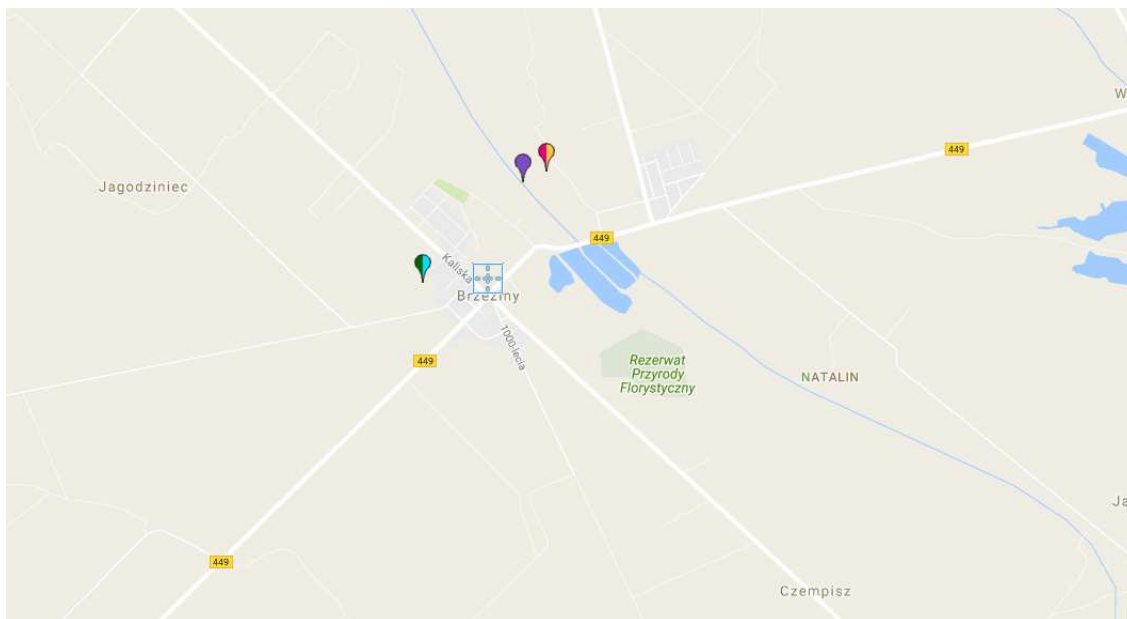 W
449
Jagodziniec
449
Kaliska
Brzeziny
1000-lecia
449
Rezerwat
Przyrody
Florystyczny
NATALIN
Ja
449
Czempisz